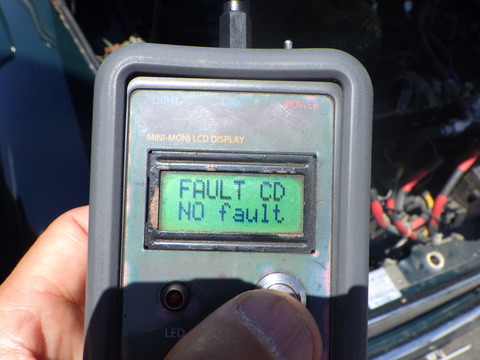 LIGHT LINK POWER
MINI-MONI LCD DISPLAY
FAULT CD
NO fault
LED